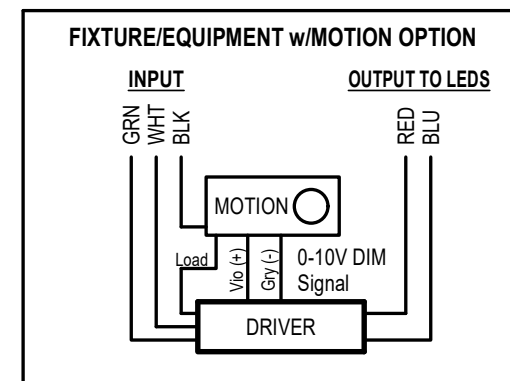 FIXTURE/EQUIPMENT w/MOTION OPTION
INPUT
OUTPUT TO LEDS
GRN
WHT
BLK
RED
BLU
MOTION
Load
Vio (+)
Gry (-)
0-10V DIM
Signal
DRIVER